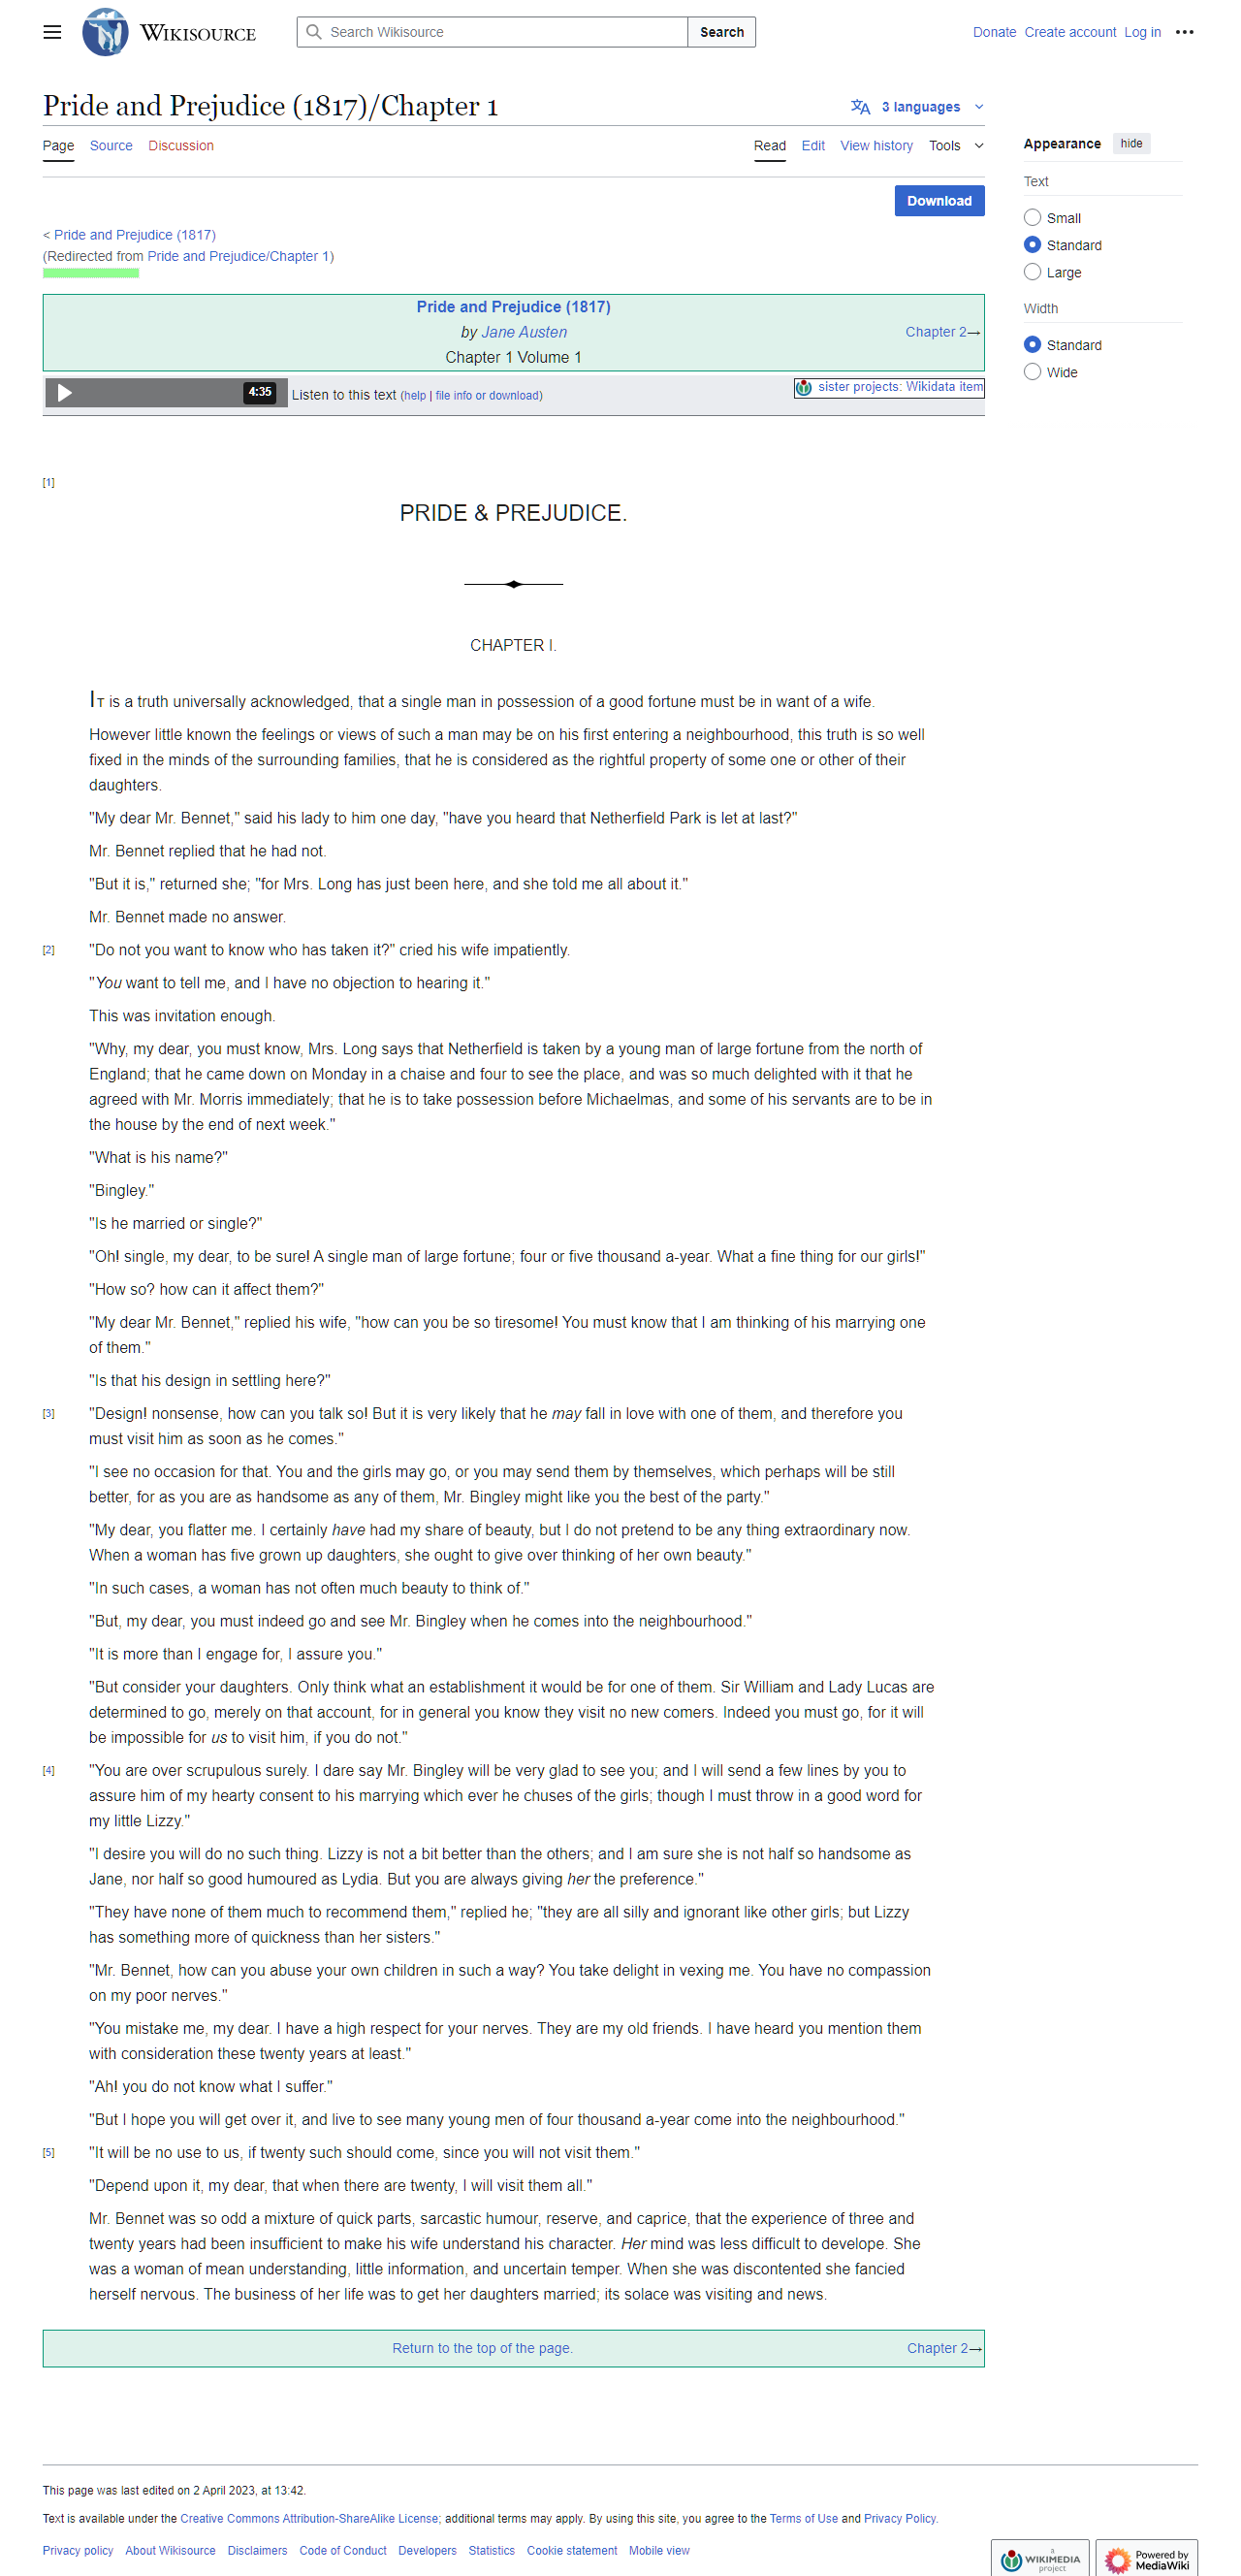 WIKISOURCE
Search Wikisource
Search
Donate Create account Log in
Pride and Prejudice (1817)/Chapter 1
3 languages
Page Source Discussion
Read Edit View history Tools
Download
< Pride and Prejudice (1817)
(Redirected from Pride and Prejudice/Chapter 1)
Pride and Prejudice (1817)
by Jane Austen
Chapter 2→
Chapter 1 Volume 1
4:35
Listen to this text (help | file info or download)
sister projects: Wikidata item
[1]
PRIDE & PREJUDICE.
CHAPTER I.
IT is a truth universally acknowledged, that a single man in possession of a good fortune must be in want of a wife.
However little known the feelings or views of such a man may be on his first entering a neighbourhood, this truth is so well
fixed in the minds of the surrounding families, that he is considered as the rightful property of some one or other of their
daughters.
"My dear Mr. Bennet," said his lady to him one day, "have you heard that Netherfield Park is let at last?"
Mr. Bennet replied that he had not.
"But it is," returned she; "for Mrs. Long has just been here, and she told me all about it."
Mr. Bennet made no answer.
[2] "Do not you want to know who has taken it?" cried his wife impatiently.
"You want to tell me, and I have no objection to hearing it."
This was invitation enough.
"Why, my dear, you must know, Mrs. Long says that Netherfield is taken by a young man of large fortune from the north of
England; that he came down on Monday in a chaise and four to see the place, and was so much delighted with it that he
agreed with Mr. Morris immediately; that he is to take possession before Michaelmas, and some of his servants are to be in
the house by the end of next week."
"What is his name?"
"Bingley."
"Is he married or single?"
"Oh! single, my dear, to be sure! A single man of large fortune; four or five thousand a-year. What a fine thing for our girls!"
"How so? how can it affect them?"
"My dear Mr. Bennet," replied his wife, "how can you be so tiresome! You must know that I am thinking of his marrying one
of them."
"Is that his design in settling here?"
[3] "Design! nonsense, how can you talk so! But it is very likely that he may fall in love with one of them, and therefore you
must visit him as soon as he comes."
"I see no occasion for that. You and the girls may go, or you may send them by themselves, which perhaps will be still
better, for as you are as handsome as any of them, Mr. Bingley might like you the best of the party."
"My dear, you flatter me. I certainly have had my share of beauty, but I do not pretend to be any thing extraordinary now.
When a woman has five grown up daughters, she ought to give over thinking of her own beauty."
"In such cases, a woman has not often much beauty to think of."
"But, my dear, you must indeed go and see Mr. Bingley when he comes into the neighbourhood."
"It is more than I engage for, I assure you."
"But consider your daughters. Only think what an establishment it would be for one of them. Sir William and Lady Lucas are
determined to go, merely on that account, for in general you know they visit no new comers. Indeed you must go, for it will
be impossible for us to visit him, if you do not."
[4] "You are over scrupulous surely. I dare say Mr. Bingley will be very glad to see you; and I will send a few lines by you to
assure him of my hearty consent to his marrying which ever he chuses of the girls; though I must throw in a good word for
my little Lizzy."
"I desire you will do no such thing. Lizzy is not a bit better than the others; and I am sure she is not half so handsome as
Jane, nor half so good humoured as Lydia. But you are always giving her the preference."
"They have none of them much to recommend them," replied he; "they are all silly and ignorant like other girls; but Lizzy
has something more of quickness than her sisters."
"Mr. Bennet, how can you abuse your own children in such a way? You take delight in vexing me. You have no compassion
on my poor nerves."
"You mistake me, my dear. I have a high respect for your nerves. They are my old friends. I have heard you mention them
with consideration these twenty years at least."
"Ah! you do not know what I suffer."
"But I hope you will get over it, and live to see many young men of four thousand a-year come into the neighbourhood."
[5] "It will be no use to us, if twenty such should come, since you will not visit them."
"Depend upon it, my dear, that when there are twenty, I will visit them all."
Mr. Bennet was so odd a mixture of quick parts, sarcastic humour, reserve, and caprice, that the experience of three and
twenty years had been insufficient to make his wife understand his character. Her mind was less difficult to develope. She
was a woman of mean understanding, little information, and uncertain temper. When she was discontented she fancied
herself nervous. The business of her life was to get her daughters married; its solace was visiting and news.
Return to the top of the page.
Chapter 2→
Appearance hide
Text
Small
Standard
Large
Width
Standard
Wide
This page was last edited on 2 April 2023, at 13:42.
Text is available under the Creative Commons Attribution-ShareAlike License; additional terms may apply. By using this site, you agree to the Terms of Use and Privacy Policy.
Privacy policy About Wikisource Disclaimers Code of Conduct Developers Statistics Cookie statement Mobile view
a
WIKIMEDIA
project
Powered by
MediaWiki